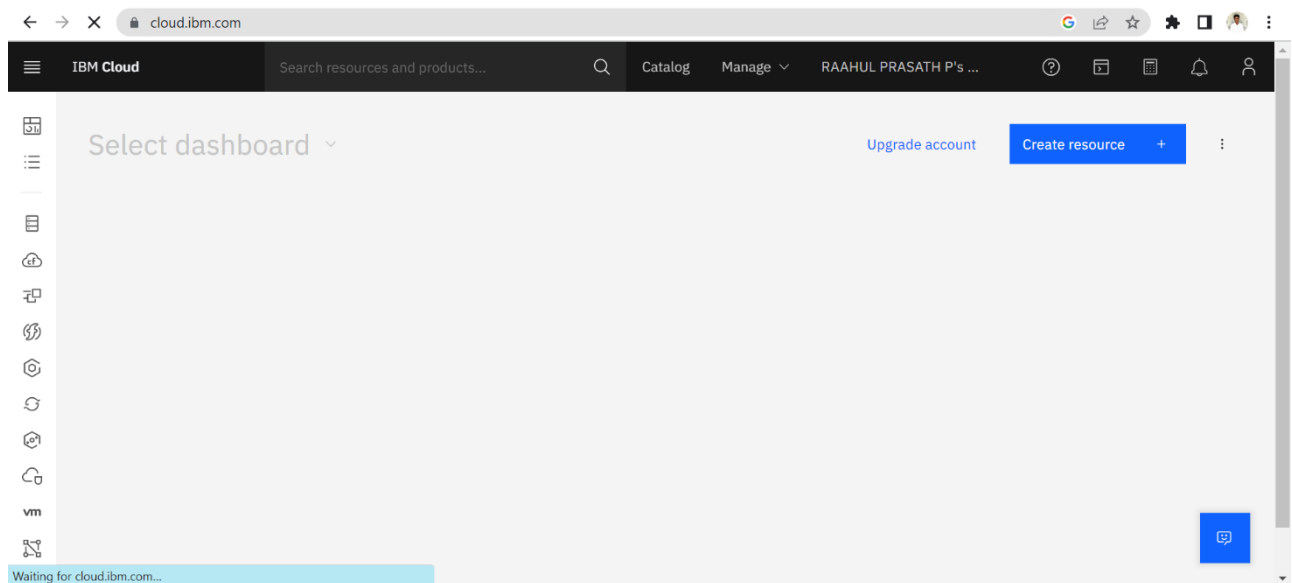 cloud.ibm.com
IBM Cloud Search resources and products... Catalog Manage RAAHUL PRASATH P's ...
Select dashboard Upgrade account Create resource +
cf
vm
Waiting for cloud.ibm.com...